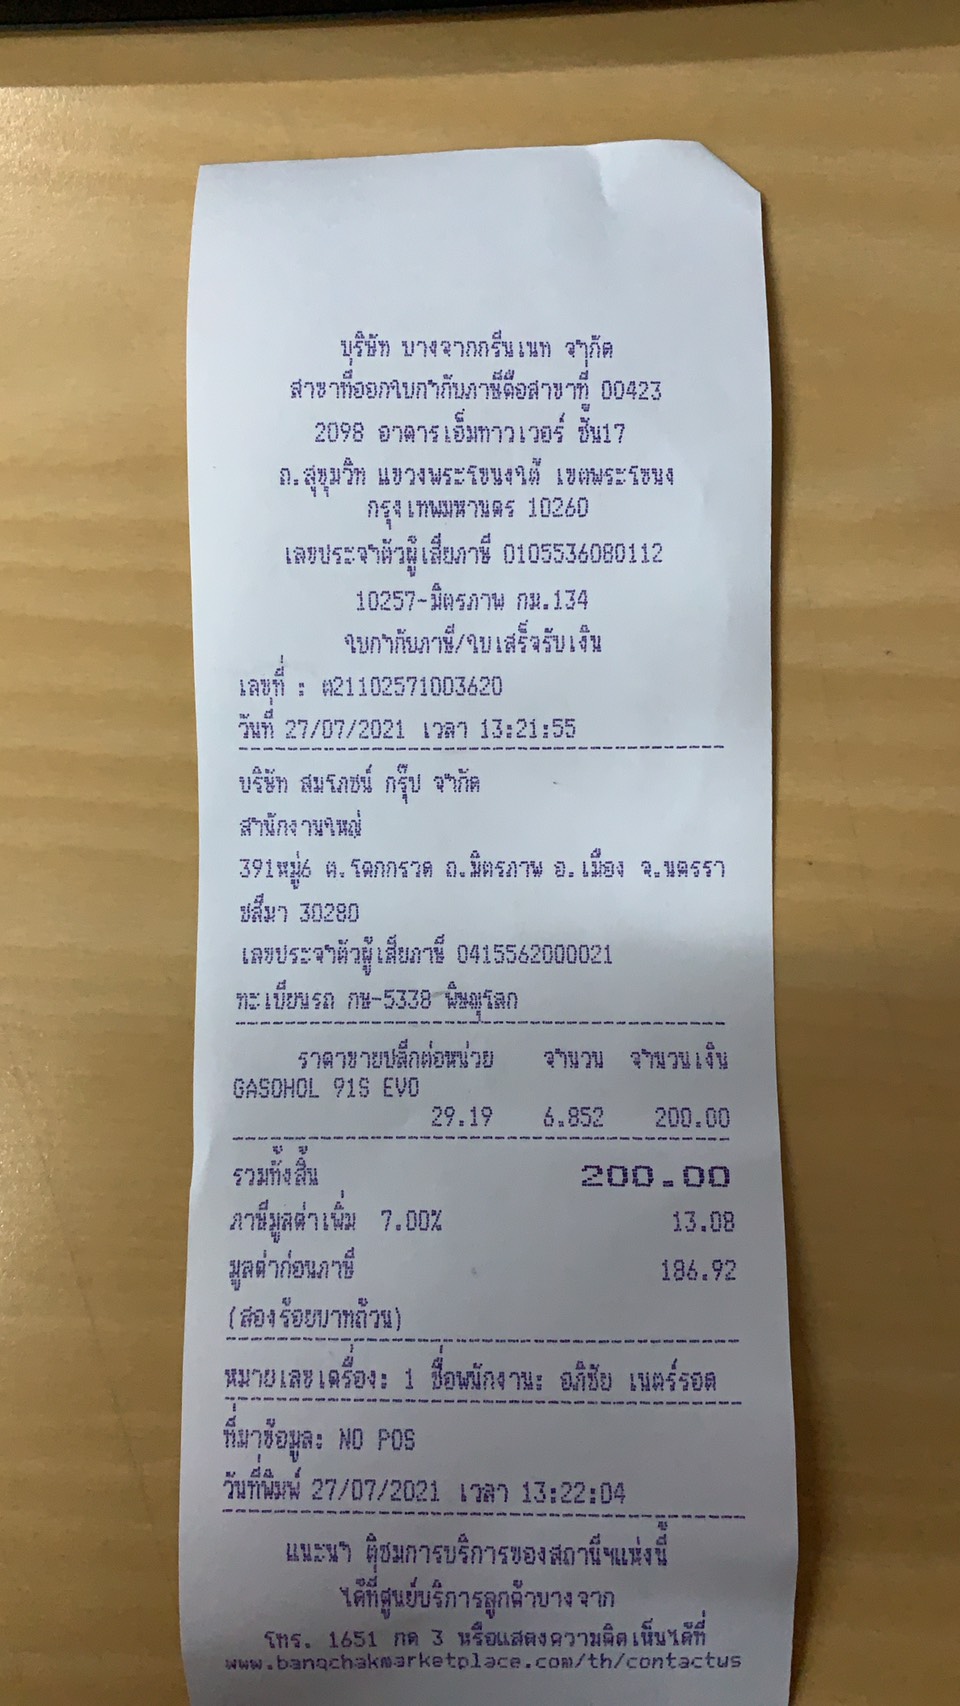 บริษัท บางจากกรีนเนท จำกัด
สาขาที่ออกใบกำกับภาษีคือสาขาที่ 00423
2098 อาคารเอ็มทาวเวอร์ ชั้น17
ถ.สุขุมวิท แขวงพระโขนงใต้ เขตพระโขนง
กรุงเทพมหานคร 10260
เลขประจำตัวผู้เสียภาษี 0105536080112
10257-มิตรภาพ กม.134
ใบกำกับภาษี/ใบเสร็จรับเงิน
เลขที่ : ต21102571003620
วันที่ 27/07/2021 เวลา 13:21:55
บริษัท สมโภชน์ กรุ๊ป จำกัด
สำนักงานใหญ่
391หมู่6 ต.โคกกรวด ถ.มิตรภาพ อ.เมือง จ.นครรา
ชสีมา 30280
เลขประจำตัวผู้เสียภาษี 0415562000021
ทะเบียนรถ กษ-5338 พิษณุโลก
ราคาขายปลีกต่อหน่วย จำนวน จำนวนเงิน
GASOHOL 91S EVO
29.19 6.852 200.00
รวมทั้งสิ้น 200.00
ภาษีมูลค่าเพิ่ม 7.00% 13.08
มูลค่าก่อนภาษี 186.92
(สองร้อยบาทถ้วน)
หมายเลขเครื่อง: 1 ชื่อพนักงาน: อภิชัย เนตร์รอด
ที่มาข้อมูล: NO POS
วันที่พิมพ์ 27/07/2021 เวลา 13:22:04
แนะนำ ติชมการบริการของสถานีฯแห่งนี้
ได้ที่ศูนย์บริการลูกค้าบางจาก
โทร. 1651 กด 3 หรือแสดงความคิดเห็นได้ที่
www.bangchakmarketplace.com/th/contactus